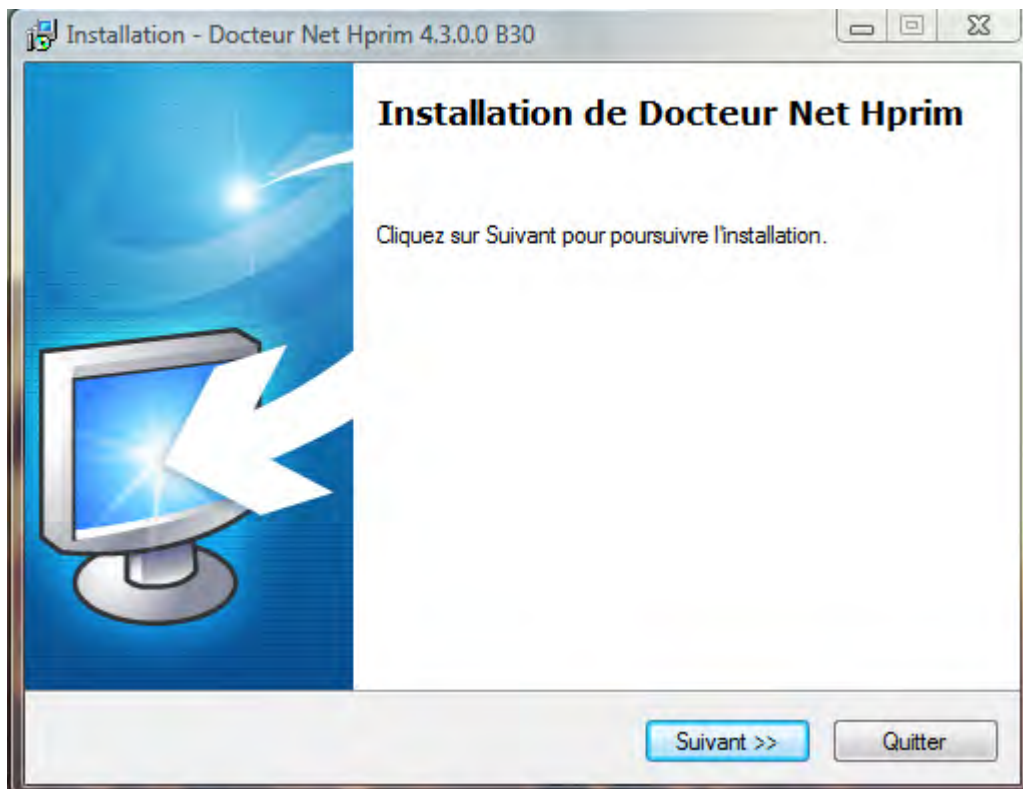 Installation - Docteur Net Hprim 4.3.0.0 B30
Installation de Docteur Net Hprim
Cliquez sur Suivant pour poursuivre l'installation.
Suivant >>
Quitter